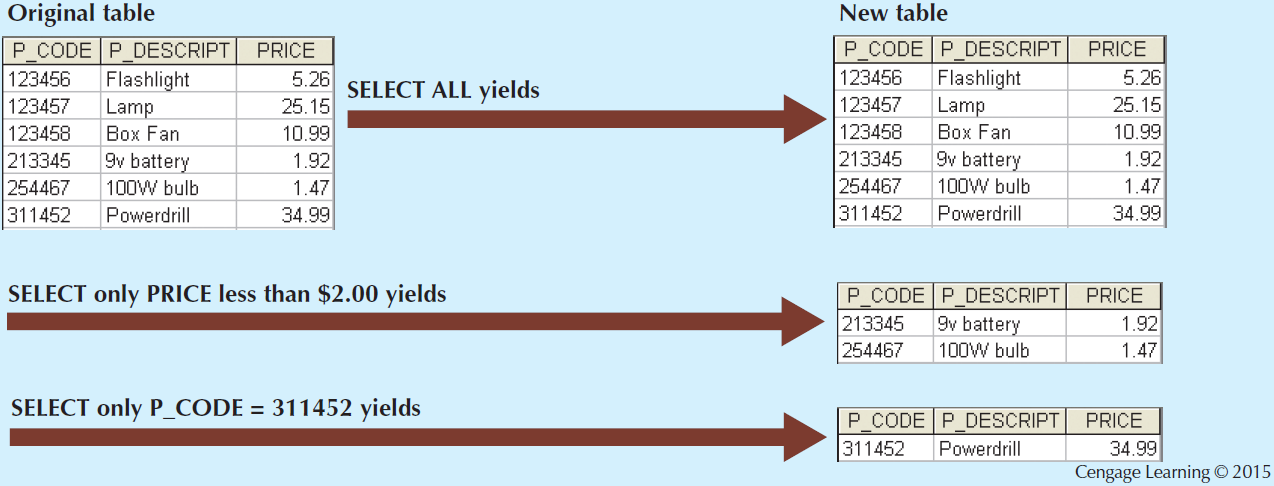 Original table
New table
P_CODE P_DESCRIPT PRICE
123456 Flashlight 5.26
123457 Lamp 25.15
123458 Box Fan 10.99
213345 9v battery 1.92
254467 100W bulb 1.47
311452 Powerdrill 34.99
SELECT ALL yields
P_CODE P_DESCRIPT PRICE
123456 Flashlight 5.26
123457 Lamp 25.15
123458 Box Fan 10.99
213345 9v battery 1.92
254467 100W bulb 1.47
311452 Powerdrill 34.99
SELECT only PRICE less than $2.00 yields
P_CODE P_DESCRIPT PRICE
213345 9v battery 1.92
254467 100W bulb 1.47
SELECT only P_CODE = 311452 yields
P_CODE P_DESCRIPT PRICE
311452 Powerdrill 34.99
Cengage Learning © 2015